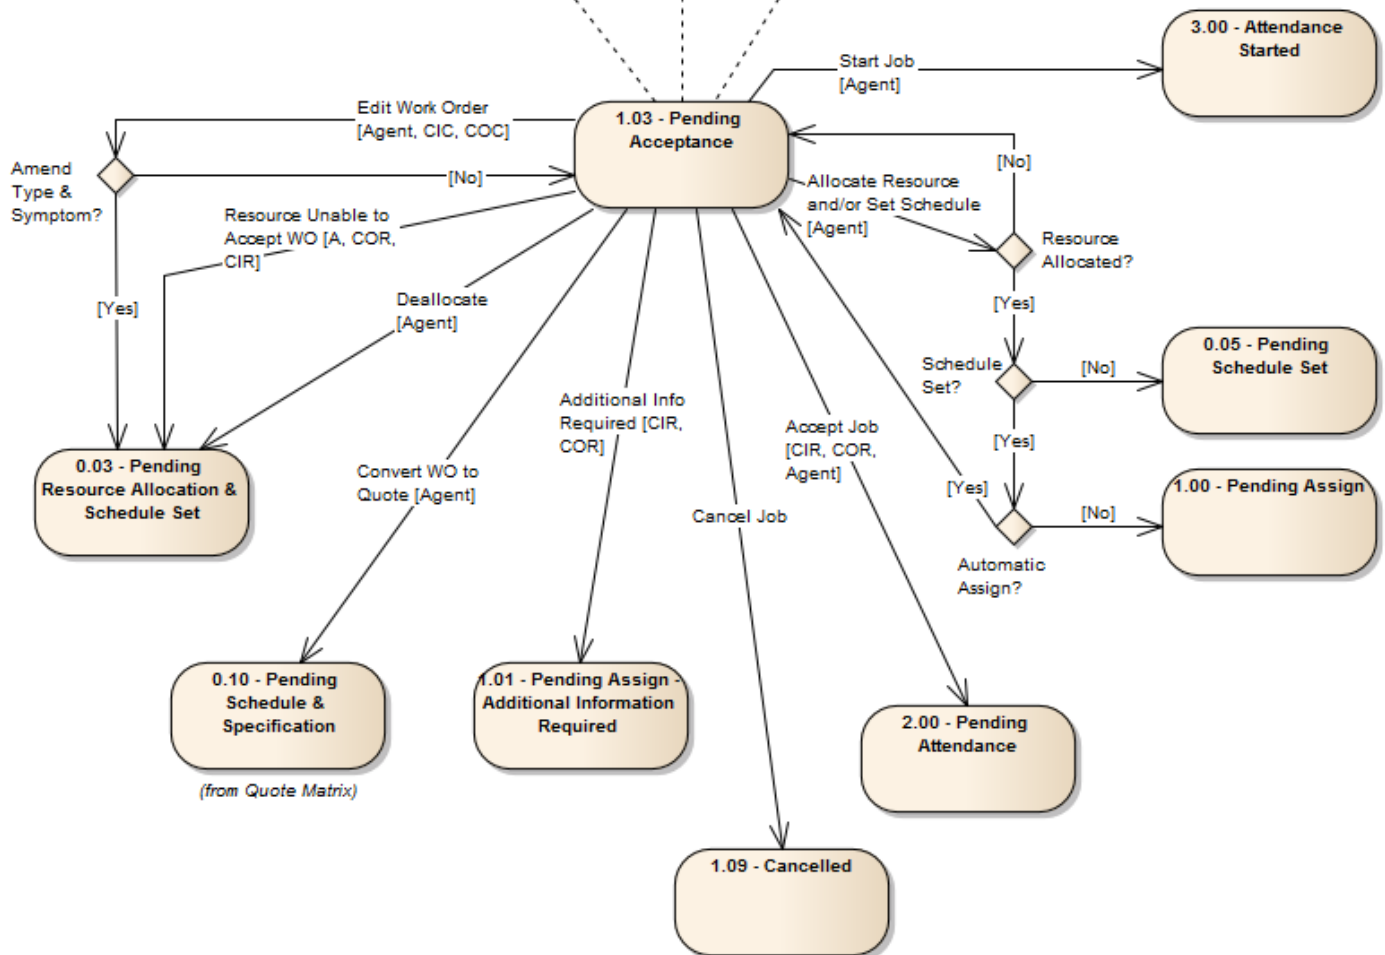 3.00 - Attendance
Started
Start Job
[Agent]
Edit Work Order
[Agent, CIC, COC]
1.03 - Pending
Acceptance
Amend
Type &
Symptom?
[No]
[No]
Allocate Resource
and/or Set Schedule
[Agent]
Resource Unable to
Accept WO [A, COR,
CIR]
Resource
Allocated?
[Yes]
Deallocate
[Agent]
[Yes]
Schedule
Set?
[No]
0.05 - Pending
Schedule Set
Additional Info
Required [CIR,
COR]
Accept Job
[CIR, COR,
Agent]
[Yes]
0.03 - Pending
Resource Allocation &
Schedule Set
Convert WO to
Quote [Agent]
[Yes]
1.00 - Pending Assign
[No]
Cancel Job
Automatic
Assign?
0.10 - Pending
Schedule &
Specification
(from Quote Matrix)
1.01 - Pending Assign -
Additional Information
Required
2.00 - Pending
Attendance
1.09 - Cancelled